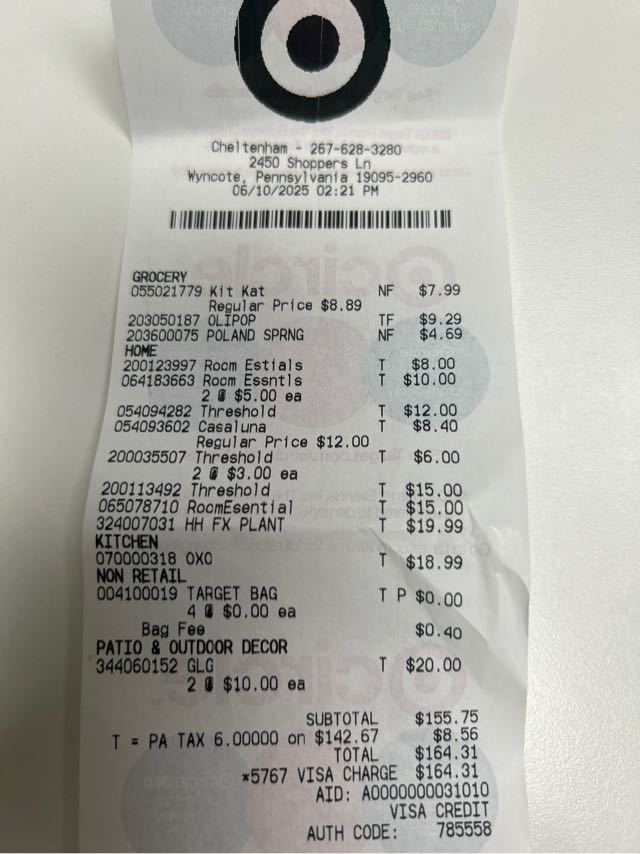 Cheltenham - 267-628-3280
2450 Shoppers Ln
Wyncote, Pennsylvania 19095-2960
06/10/2025 02:21 PM
GROCERY
055021779 Kit Kat NF $7.99
Regular Price $8.89
203050187 OLIPOP TF $9.29
203600075 POLAND SPRNG NF $4.69
HOME
200123997 Room Estials T $8.00
064183663 Room Essntls T $10.00
2 @ $5.00 ea
054094282 Threshold T $12.00
054093602 Casaluna T $8.40
Regular Price $12.00
200035507 Threshold T $6.00
2 @ $3.00 ea
200113492 Threshold T $15.00
065078710 RoomEsential T $15.00
324007031 HH FX PLANT T $19.99
KITCHEN
070000318 OXO T $18.99
NON RETAIL
004100019 TARGET BAG T P $0.00
4 @ $0.00 ea
Bag Fee $0.40
PATIO & OUTDOOR DECOR
344060152 GLG T $20.00
2 @ $10.00 ea
SUBTOTAL $155.75
T = PA TAX 6.00000 on $142.67 $8.56
TOTAL $164.31
*5767 VISA CHARGE $164.31
AID: A0000000031010
VISA CREDIT
AUTH CODE: 785558